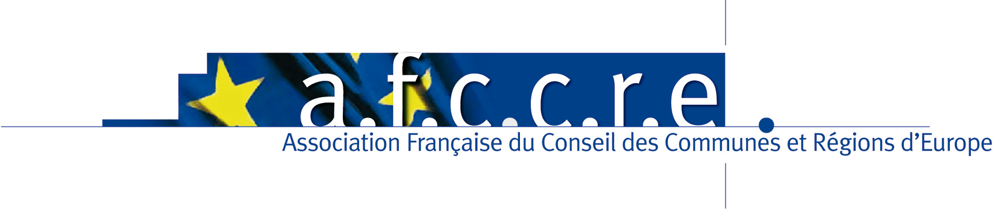 a.f.c.c.r.e.
Association Française du Conseil des Communes et Régions d’Europe